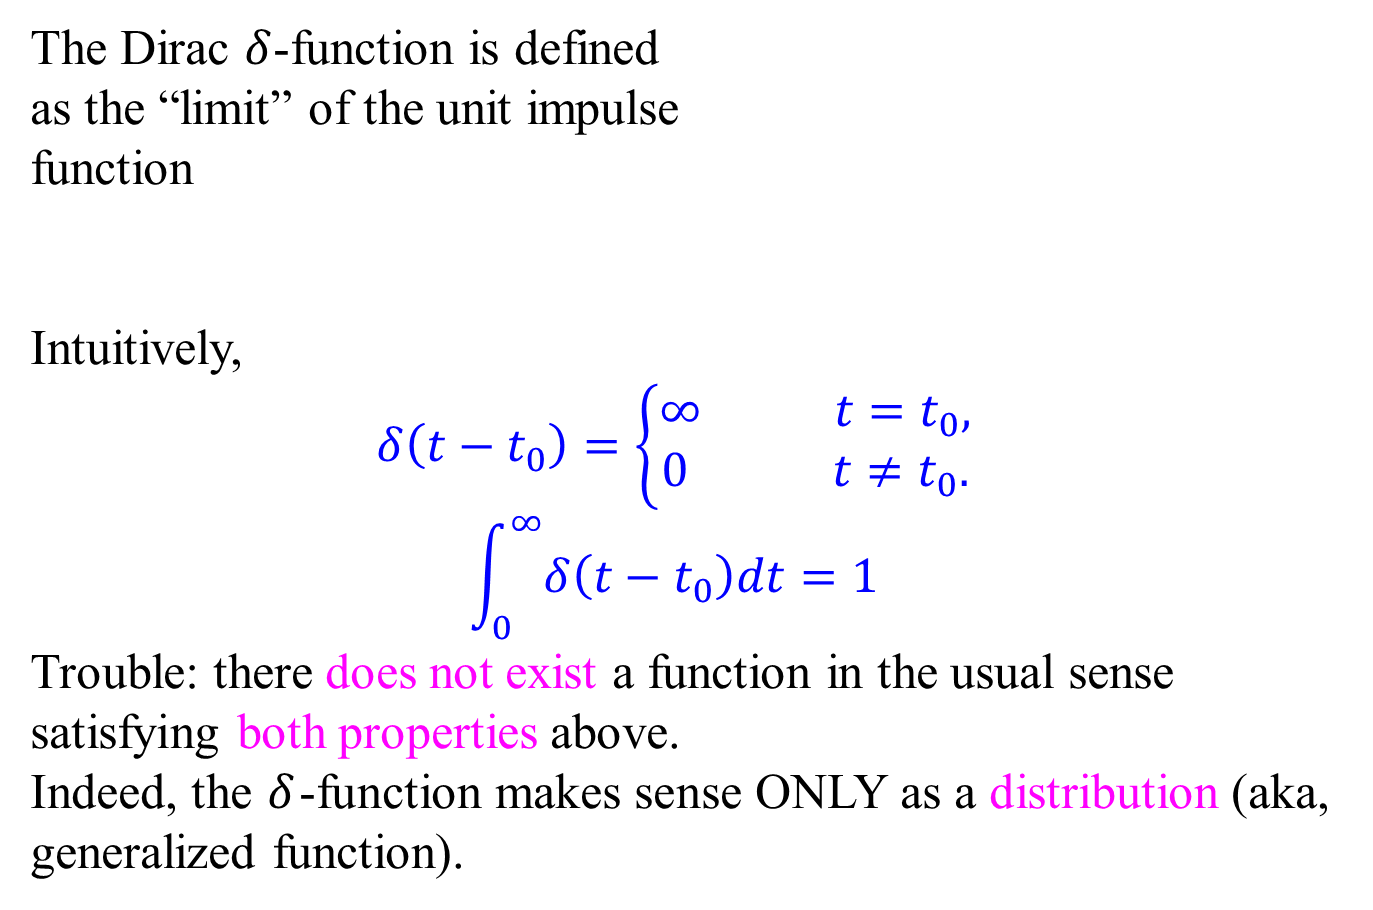 The Dirac δ-function is defined
as the “limit” of the unit impulse
function
Intuitively,
δ(t − t₀) = { ∞ t = t₀,
0 t ≠ t₀.
∫₀^∞ δ(t − t₀)dt = 1
Trouble: there does not exist a function in the usual sense
satisfying both properties above.
Indeed, the δ-function makes sense ONLY as a distribution (aka,
generalized function).